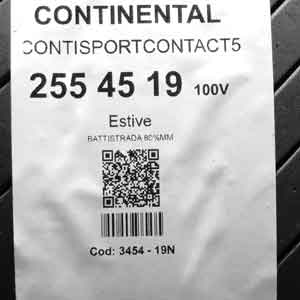 CONTINENTAL
CONTISPORTCONTACT5
255 45 19 100V
Estive
BATTISTRADA 80%MM
Cod: 3454 - 19N